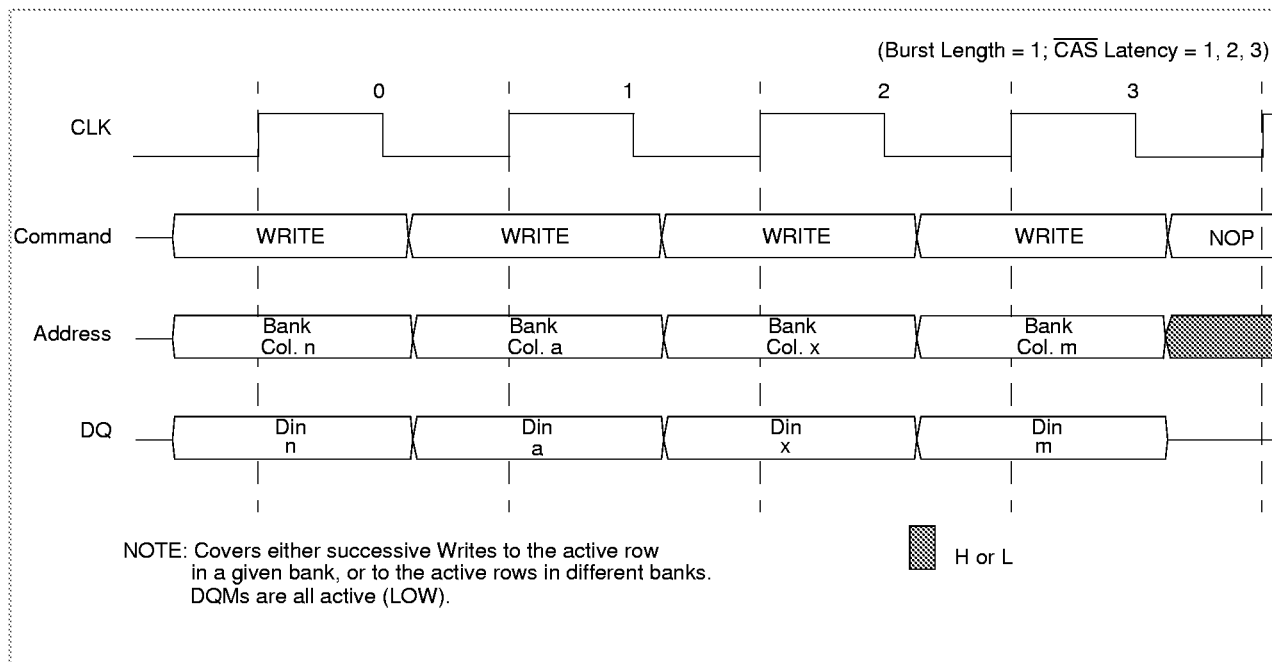 (Burst Length = 1; CAS Latency = 1, 2, 3)
0 1 2 3
CLK
Command WRITE WRITE WRITE WRITE NOP
Address Bank Col. n Bank Col. a Bank Col. x Bank Col. m
DQ Din n Din a Din x Din m
NOTE: Covers either successive Writes to the active row
in a given bank, or to the active rows in different banks.
DQMs are all active (LOW).
H or L